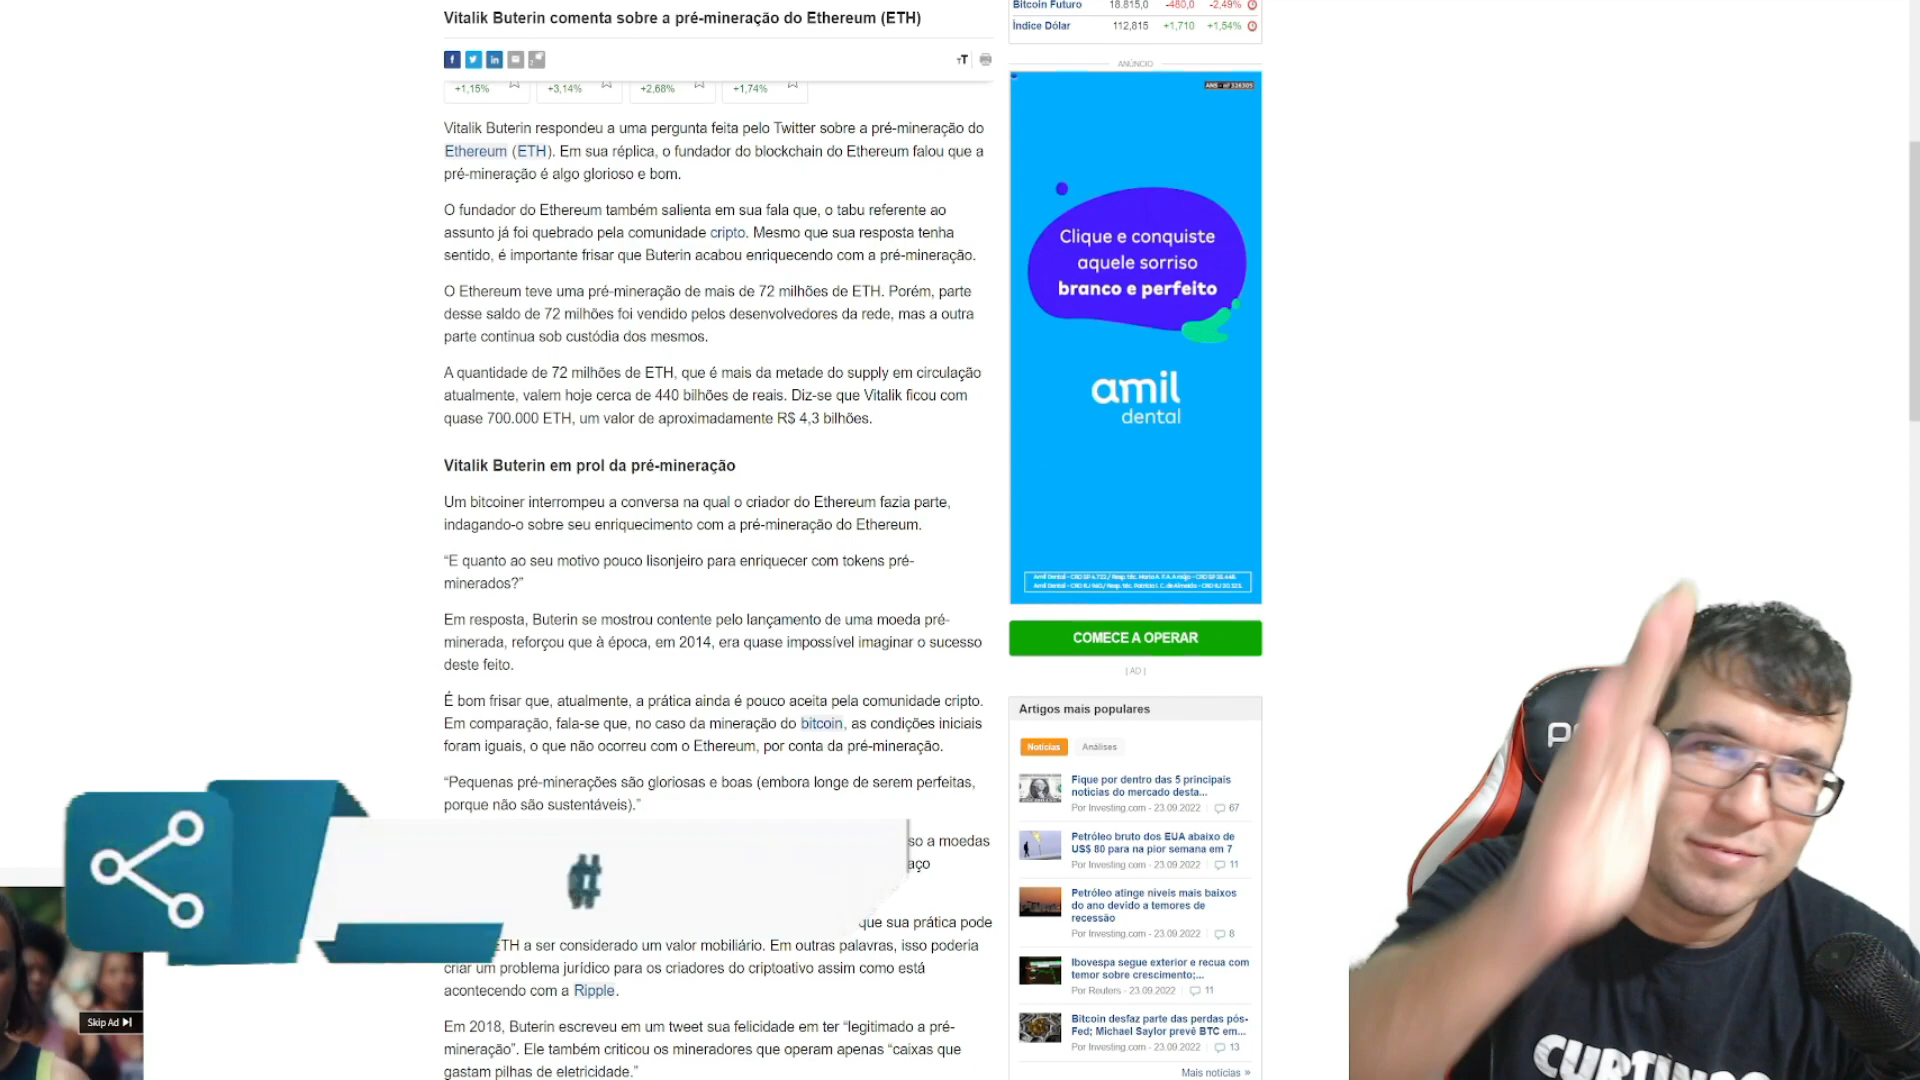 Vitalik Buterin comenta sobre a pré-mineração do Ethereum (ETH)
+1,15%
+3,14%
+2,68%
+1,74%
Vitalik Buterin respondeu a uma pergunta feita pelo Twitter sobre a pré-mineração do
Ethereum (ETH). Em sua réplica, o fundador do blockchain do Ethereum falou que a
pré-mineração é algo glorioso e bom.
O fundador do Ethereum também salienta em sua fala que, o tabu referente ao
assunto já foi quebrado pela comunidade cripto. Mesmo que sua resposta tenha
sentido, é importante frisar que Buterin acabou enriquecendo com a pré-mineração.
O Ethereum teve uma pré-mineração de mais de 72 milhões de ETH. Porém, parte
desse saldo de 72 milhões foi vendido pelos desenvolvedores da rede, mas a outra
parte continua sob custódia dos mesmos.
A quantidade de 72 milhões de ETH, que é mais da metade do supply em circulação
atualmente, valem hoje cerca de 440 bilhões de reais. Diz-se que Vitalik ficou com
quase 700.000 ETH, um valor de aproximadamente R$ 4,3 bilhões.
Vitalik Buterin em prol da pré-mineração
Um bitcoiner interrompeu a conversa na qual o criador do Ethereum fazia parte,
indagando-o sobre seu enriquecimento com a pré-mineração do Ethereum.
“E quanto ao seu motivo pouco lisonjeiro para enriquecer com tokens pré-
minerados?”
Em resposta, Buterin se mostrou contente pelo lançamento de uma moeda pré-
minerada, reforçou que à época, em 2014, era quase impossível imaginar o sucesso
deste feito.
É bom frisar que, atualmente, a prática ainda é pouco aceita pela comunidade cripto.
Em comparação, fala-se que, no caso da mineração do bitcoin, as condições iniciais
foram iguais, o que não ocorreu com o Ethereum, por conta da pré-mineração.
“Pequenas pré-minerações são gloriosas e boas (embora longe de serem perfeitas,
porque não são sustentáveis).”
so a moedas
aço
#
que sua prática pode
ETH a ser considerado um valor mobiliário. Em outras palavras, isso poderia
criar um problema jurídico para os criadores do criptoativo assim como está
acontecendo com a Ripple.
Em 2018, Buterin escreveu em um tweet sua felicidade em ter “legitimado a pré-
mineração”. Ele também criticou os mineradores que operam apenas “caixas que
gastam pilhas de eletricidade.”
Skip Ad
Bitcoin Futuro 18.815,0 -480,0 -2,49%
Índice Dólar 112,815 +1,710 +1,54%
ANÚNCIO
Clique e conquiste
aquele sorriso
branco e perfeito
amil
dental
COMECE A OPERAR
| AD |
Artigos mais populares
Notícias Análises
Fique por dentro das 5 principais
notícias do mercado desta...
Por Investing.com - 23.09.2022 67
Petróleo bruto dos EUA abaixo de
US$ 80 para na pior semana em 7
Por Investing.com - 23.09.2022 11
Petróleo atinge níveis mais baixos
do ano devido a temores de
recessão
Por Investing.com - 23.09.2022 8
Ibovespa segue exterior e recua com
temor sobre crescimento;...
Por Reuters - 23.09.2022 11
Bitcoin desfaz parte das perdas pós-
Fed; Michael Saylor prevê BTC em...
Por Investing.com - 23.09.2022 13
Mais notícias »